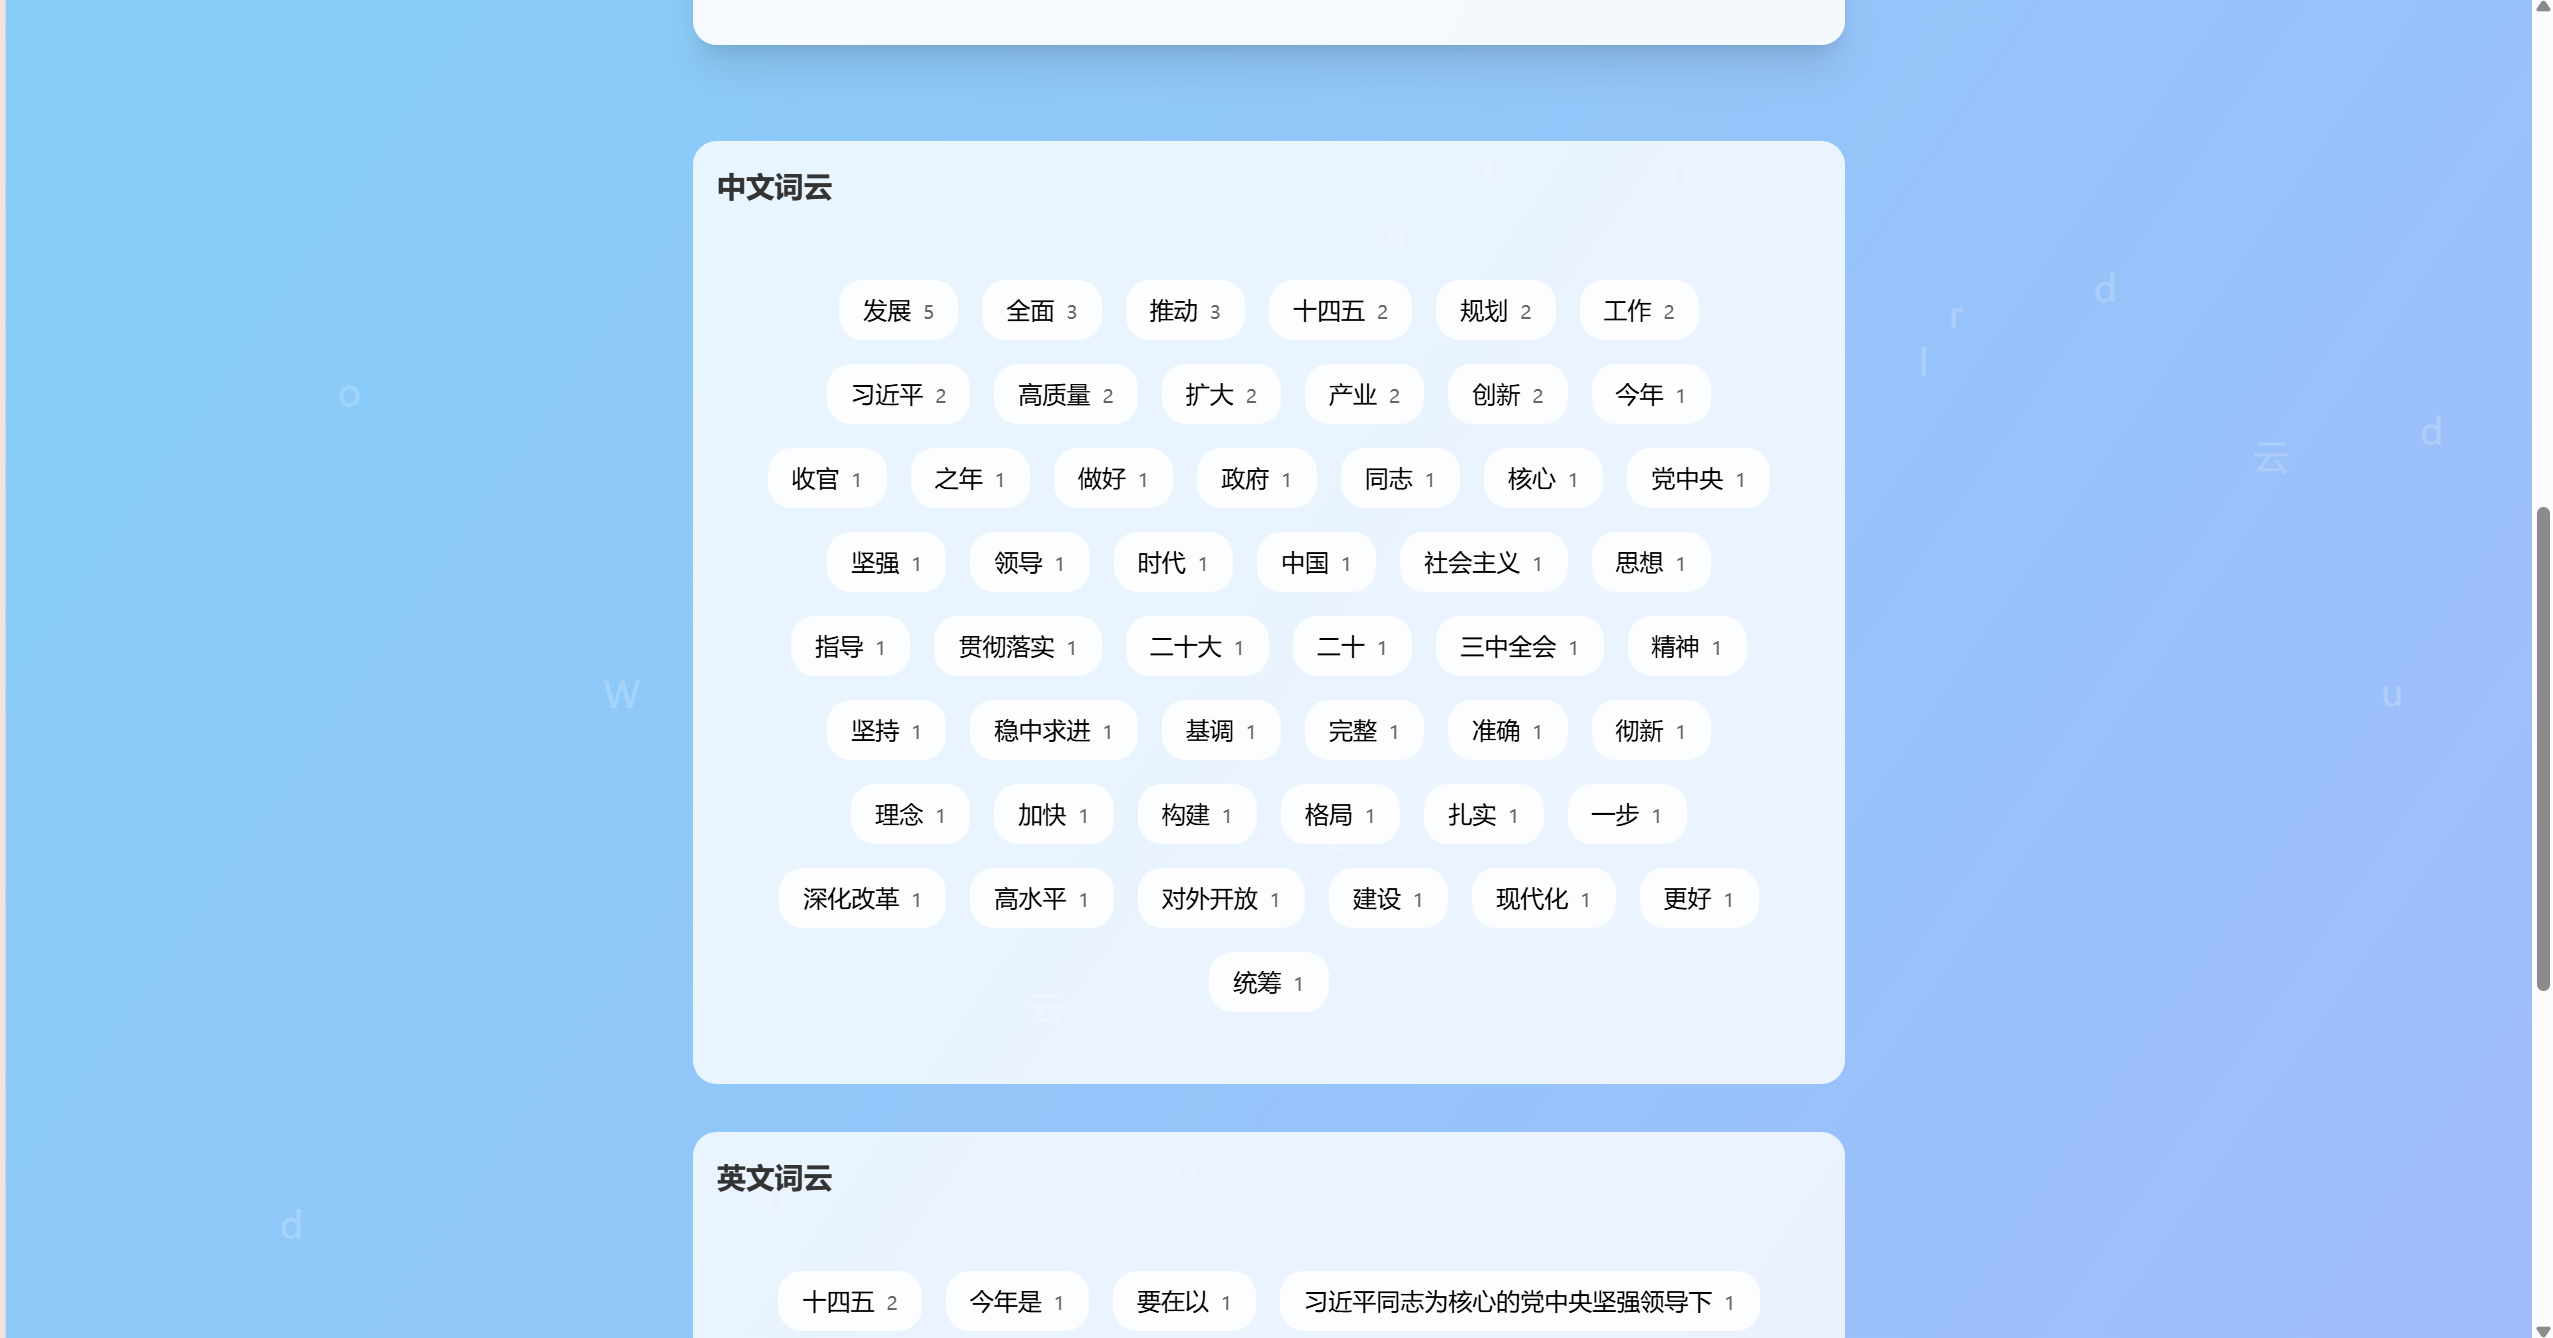 中文词云
发展 5 全面 3 推动 3 十四五 2 规划 2 工作 2
习近平 2 高质量 2 扩大 2 产业 2 创新 2 今年 1
收官 1 之年 1 做好 1 政府 1 同志 1 核心 1 党中央 1
坚强 1 领导 1 时代 1 中国 1 社会主义 1 思想 1
指导 1 贯彻落实 1 二十大 1 二十 1 三中全会 1 精神 1
坚持 1 稳中求进 1 基调 1 完整 1 准确 1 彻新 1
理念 1 加快 1 构建 1 格局 1 扎实 1 一步 1
深化改革 1 高水平 1 对外开放 1 建设 1 现代化 1 更好 1
统筹 1
英文词云
十四五 2 今年是 1 要在以 1 习近平同志为核心的党中央坚强领导下 1
u
u
d
r
l
o
d
云
W
u
云
o
d